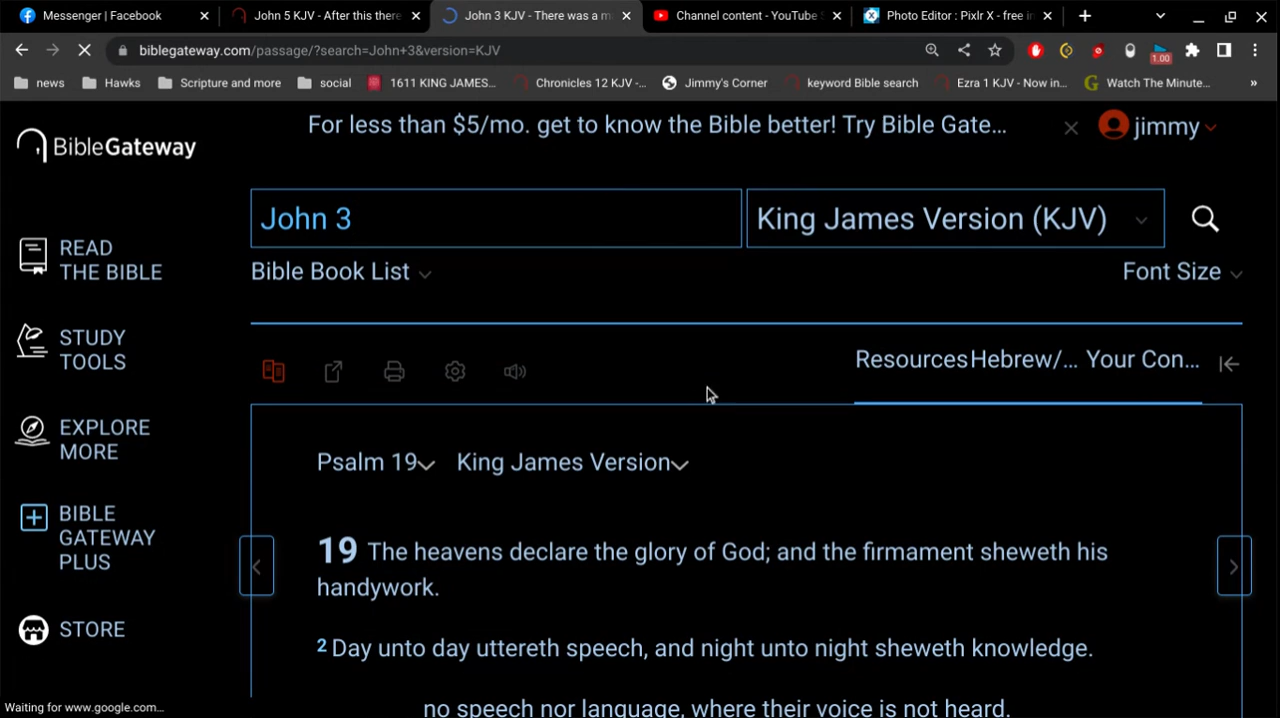 Messenger | Facebook
John 5 KJV - After this there
John 3 KJV - There was a m
Channel content - YouTube S
Photo Editor : Pixlr X - free i
biblegateway.com/passage/?search=John+3&version=KJV
1.00
news
Hawks
Scripture and more
social
1611 KING JAMES...
Chronicles 12 KJV -...
Jimmy's Corner
keyword Bible search
Ezra 1 KJV - Now in...
Watch The Minute...
»
For less than $5/mo. get to know the Bible better! Try Bible Gate...
jimmy
BibleGateway
John 3
King James Version (KJV)
Bible Book List
Font Size
READ
THE BIBLE
STUDY
TOOLS
EXPLORE
MORE
BIBLE
GATEWAY
PLUS
STORE
Resources
Hebrew/...
Your Con...
Psalm 19
King James Version
19 The heavens declare the glory of God; and the firmament sheweth his
handywork.
2 Day unto day uttereth speech, and night unto night sheweth knowledge.
no speech nor language, where their voice is not heard.
Waiting for www.google.com...